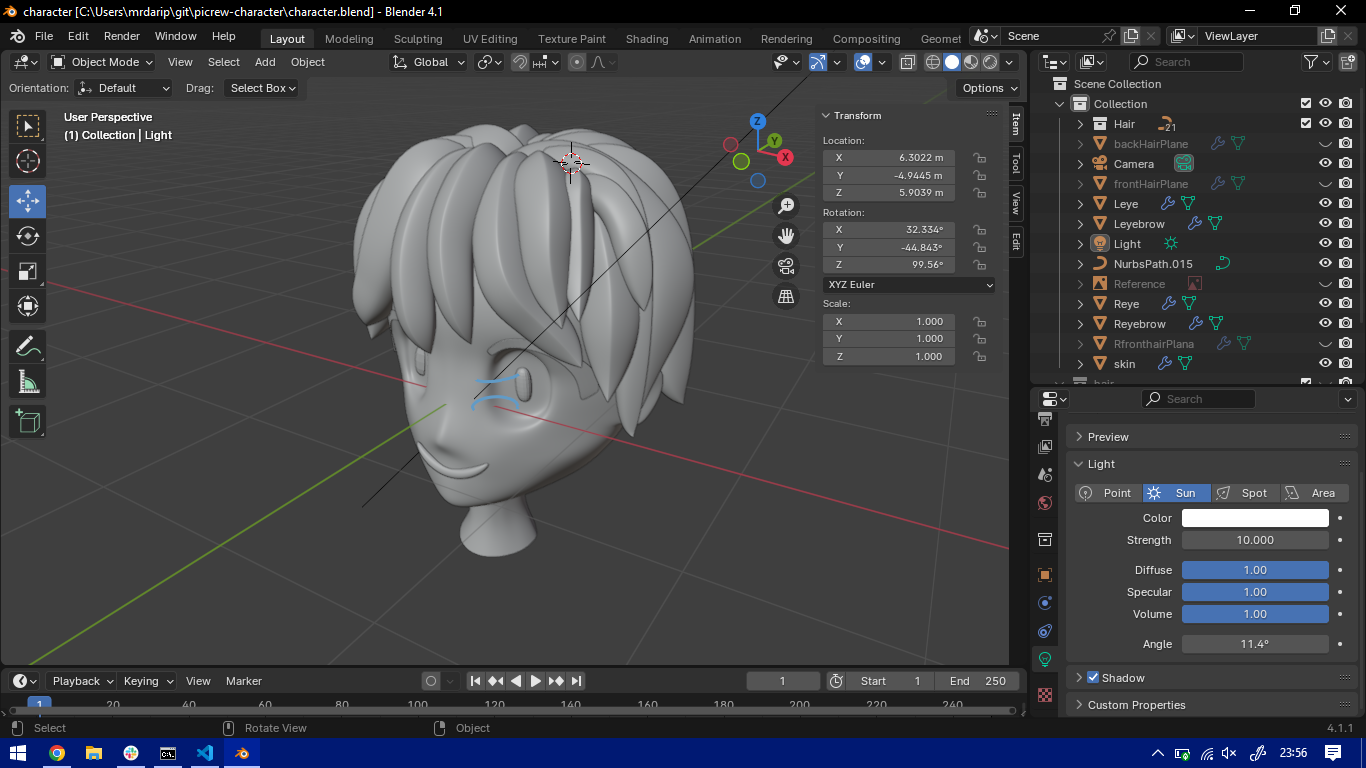 character [C:\Users\mrdarip\git\picrew-character\character.blend] - Blender 4.1
File Edit Render Window Help Layout Modeling Sculpting UV Editing Texture Paint Shading Animation Rendering Compositing Geomet Scene ViewLayer
Object Mode View Select Add Object Global Search
Orientation: Default Drag: Select Box Options
User Perspective
(1) Collection | Light
Z
Y
X
Transform
Location:
X 6.3022 m
Y -4.9445 m
Z 5.9039 m
Rotation:
X 32.334°
Y -44.843°
Z 99.56°
XYZ Euler
Scale:
X 1.000
Y 1.000
Z 1.000
Item
Tool
View
Edit
Scene Collection
Collection
Hair 21
backHairPlane
Camera
frontHairPlane
Leye
Leyebrow
Light
NurbsPath.015
Reference
Reye
Reyebrow
RfronthairPlana
skin
hair
Search
Preview
Light
Point Sun Spot Area
Color
Strength 10.000
Diffuse 1.00
Specular 1.00
Volume 1.00
Angle 11.4°
Shadow
Custom Properties
Playback Keying View Marker 1 Start 1 End 250
1 20 40 60 80 100 120 140 160 180 200 220 240
Select Rotate View Object 4.1.1
23:56